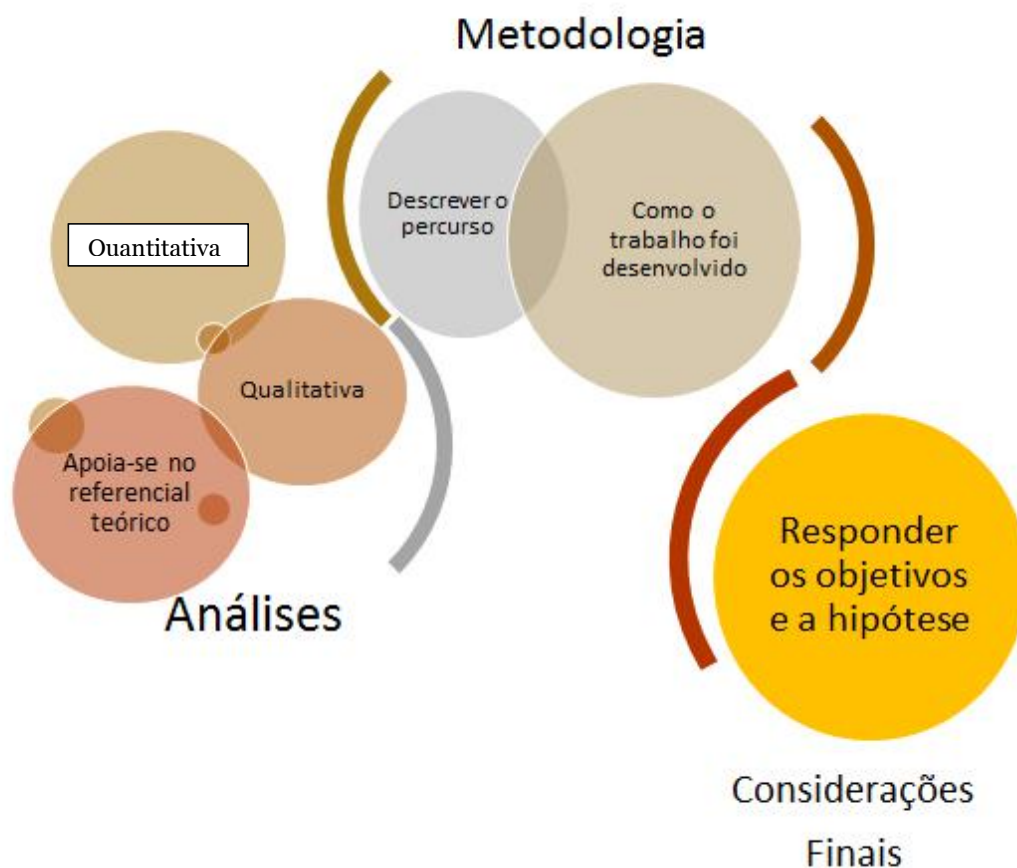 Metodologia
Descrever o
percurso
Como o
trabalho foi
desenvolvido
Quantitativa
Qualitativa
Apoia-se no
referencial
teórico
Análises
Responder
os objetivos
e a hipótese
Considerações
Finais